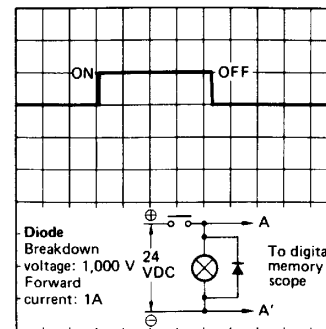 ON
OFF
⊕
A
Diode
Breakdown
voltage: 1,000 V
Forward
current: 1A
24
VDC
To digital
memory
scope
A'
⊖